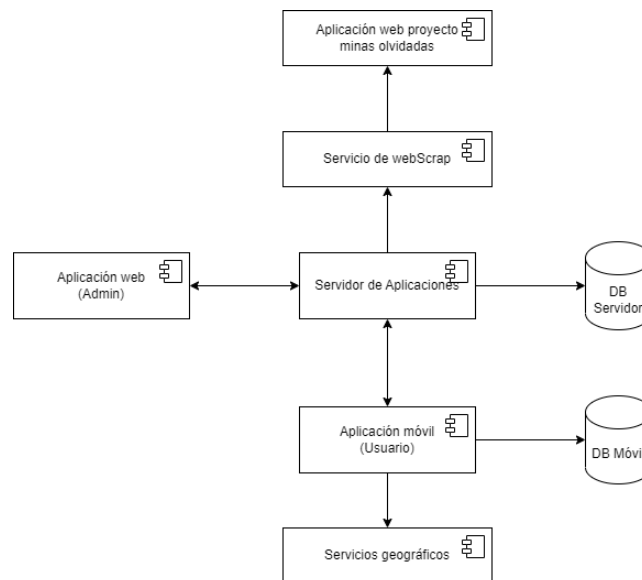 Aplicación web proyecto
minas olvidadas
Servicio de webScrap
Aplicación web
(Admin)
Servidor de Aplicaciones
DB
Servidor
Aplicación móvil
(Usuario)
DB Móvil
Servicios geográficos